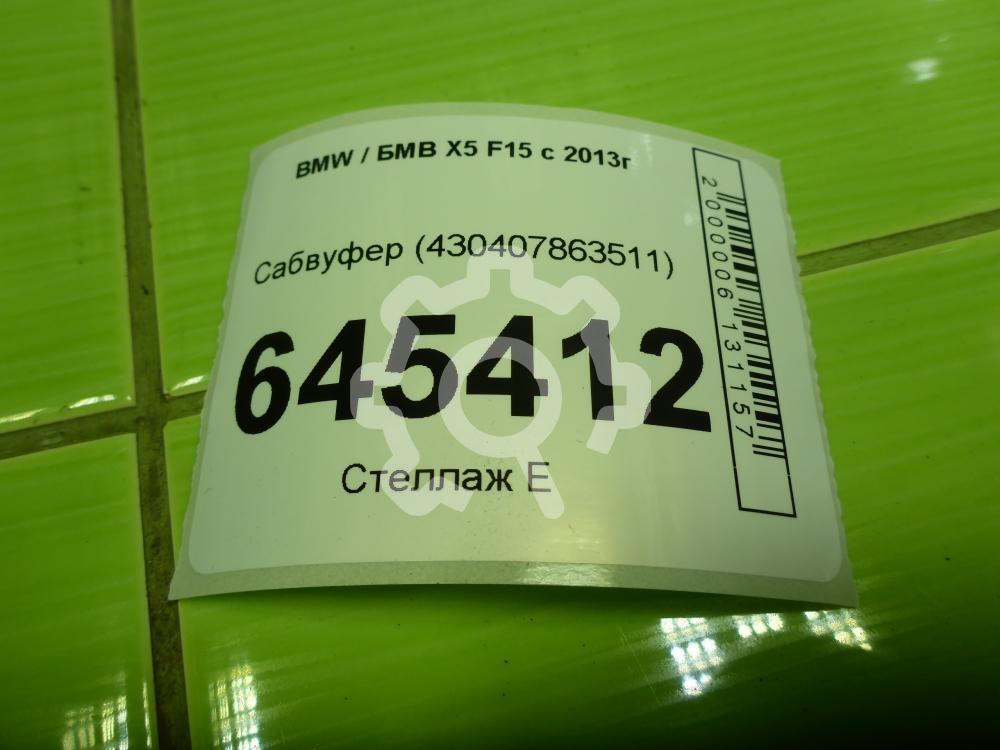 BMW / БМВ X5 F15 с 2013г
Сабвуфер (430407863511)
645412
Стеллаж Е
2000006131157